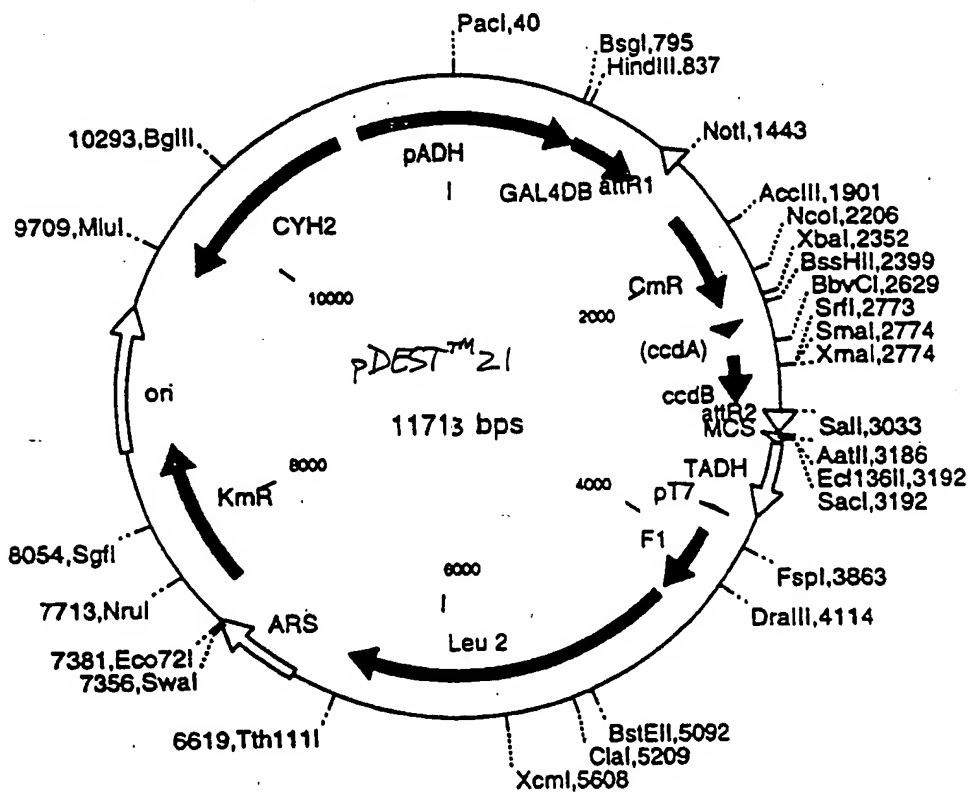 PacI,40
BsgI,795
HindIII.837
NotI,1443
AccIII,1901
NcoI,2206
XbaI,2352
BssHII,2399
BbvCI,2629
SrfI,2773
SmaI,2774
XmaI,2774
SalI,3033
AatII,3186
Ecl136II,3192
SacI,3192
FspI,3863
DraIII,4114
BstEII,5092
ClaI,5209
XcmI,5608
6619,Tth111I
7356,SwaI
7381,Eco72I
7713,NruI
8054,SgfI
9709,MluI
10293,BglII
pADH
GAL4DB
attR1
CmR
(ccdA)
ccdB
attR2
MCS
TADH
pT7
F1
Leu 2
ARS
KmR
ori
CYH2
2000
4000
6000
8000
10000
pDEST™21
11713 bps